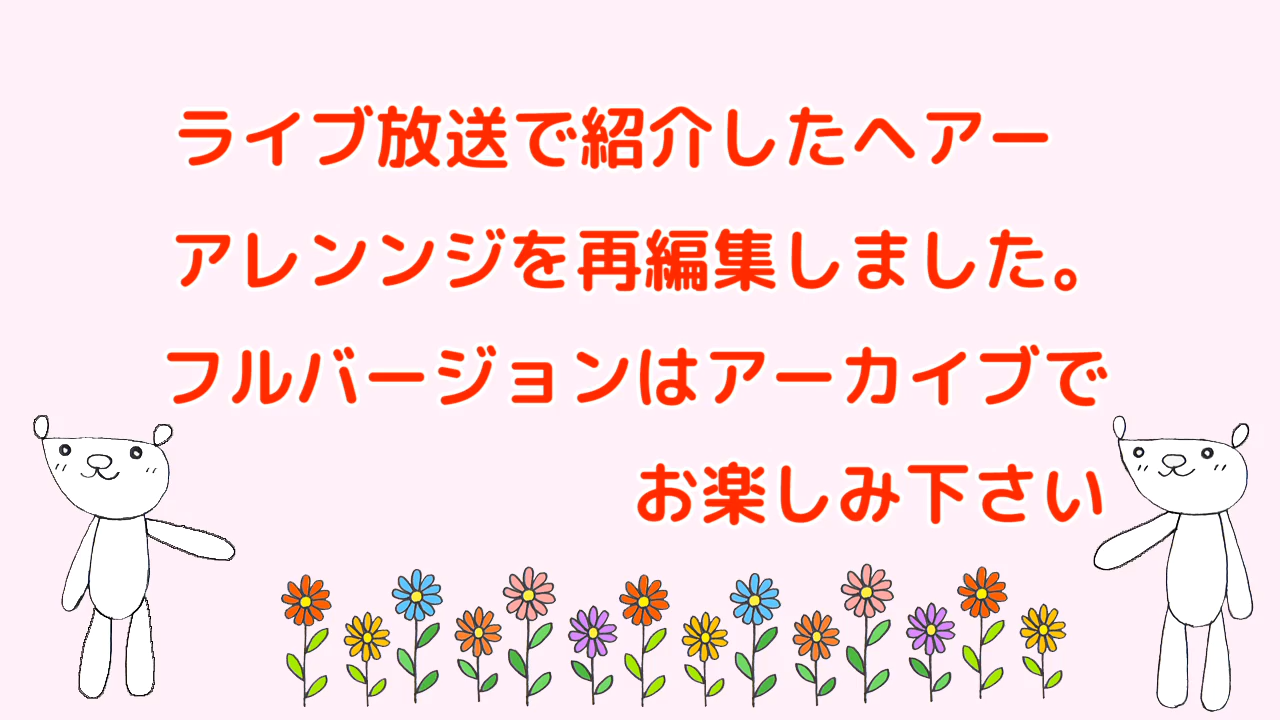 ライブ放送で紹介したヘアー
アレンンジを再編集しました。
フルバージョンはアーカイブで
お楽しみ下さい